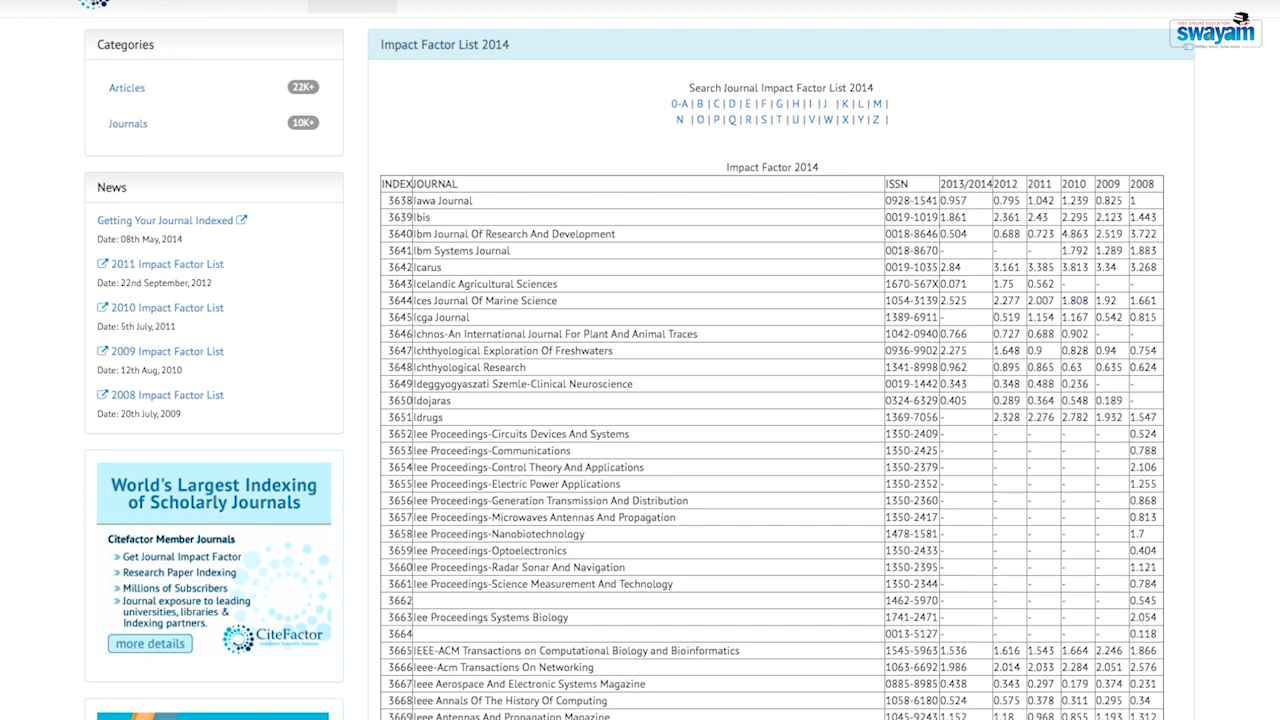 FREE ONLINE EDUCATION
swayam
Categories
Articles 22K+
Journals 10K+
News
Getting Your Journal Indexed
Date: 08th May, 2014
2011 Impact Factor List
Date: 22nd September, 2012
2010 Impact Factor List
Date: 5th July, 2011
2009 Impact Factor List
Date: 12th Aug, 2010
2008 Impact Factor List
Date: 20th July, 2009
World's Largest Indexing
of Scholarly Journals
Citefactor Member Journals
» Get Journal Impact Factor
» Research Paper Indexing
» Millions of Subscribers
» Journal exposure to leading
universities, libraries &
Indexing partners.
more details
CiteFactor
Academic Scientific Journals
Impact Factor List 2014
Search Journal Impact Factor List 2014
0-A | B | C | D | E | F | G | H | I | J | K | L | M |
N | O | P | Q | R | S | T | U | V | W | X | Y | Z |
Impact Factor 2014
INDEX JOURNAL ISSN 2013/2014 2012 2011 2010 2009 2008
3638 Iawa Journal 0928-1541 0.957 0.795 1.042 1.239 0.825 1
3639 Ibis 0019-1019 1.861 2.361 2.43 2.295 2.123 1.443
3640 Ibm Journal Of Research And Development 0018-8646 0.504 0.688 0.723 4.863 2.519 3.722
3641 Ibm Systems Journal 0018-8670 - - - 1.792 1.289 1.883
3642 Icarus 0019-1035 2.84 3.161 3.385 3.813 3.34 3.268
3643 Icelandic Agricultural Sciences 1670-567X 0.071 1.75 0.562 - - -
3644 Ices Journal Of Marine Science 1054-3139 2.525 2.277 2.007 1.808 1.92 1.661
3645 Icga Journal 1389-6911 - 0.519 1.154 1.167 0.542 0.815
3646 Ichnos-An International Journal For Plant And Animal Traces 1042-0940 0.766 0.727 0.688 0.902 - -
3647 Ichthyological Exploration Of Freshwaters 0936-9902 2.275 1.648 0.9 0.828 0.94 0.754
3648 Ichthyological Research 1341-8998 0.962 0.895 0.865 0.63 0.635 0.624
3649 Ideggyogyaszati Szemle-Clinical Neuroscience 0019-1442 0.343 0.348 0.488 0.236 - -
3650 Idojaras 0324-6329 0.405 0.289 0.364 0.548 0.189 -
3651 Idrugs 1369-7056 - 2.328 2.276 2.782 1.932 1.547
3652 Iee Proceedings-Circuits Devices And Systems 1350-2409 - - - - - 0.524
3653 Iee Proceedings-Communications 1350-2425 - - - - - 0.788
3654 Iee Proceedings-Control Theory And Applications 1350-2379 - - - - - 2.106
3655 Iee Proceedings-Electric Power Applications 1350-2352 - - - - - 1.255
3656 Iee Proceedings-Generation Transmission And Distribution 1350-2360 - - - - - 0.868
3657 Iee Proceedings-Microwaves Antennas And Propagation 1350-2417 - - - - - 0.813
3658 Iee Proceedings-Nanobiotechnology 1478-1581 - - - - - 1.7
3659 Iee Proceedings-Optoelectronics 1350-2433 - - - - - 0.404
3660 Iee Proceedings-Radar Sonar And Navigation 1350-2395 - - - - - 1.121
3661 Iee Proceedings-Science Measurement And Technology 1350-2344 - - - - - 0.784
3662 1462-5970 - - - - - 0.545
3663 Iee Proceedings Systems Biology 1741-2471 - - - - - 2.054
3664 0013-5127 - - - - - 0.118
3665 IEEE-ACM Transactions on Computational Biology and Bioinformatics 1545-5963 1.536 1.616 1.543 1.664 2.246 1.866
3666 Ieee-Acm Transactions On Networking 1063-6692 1.986 2.014 2.033 2.284 2.051 2.576
3667 Ieee Aerospace And Electronic Systems Magazine 0885-8985 0.438 0.343 0.297 0.179 0.374 0.231
3668 Ieee Annals Of The History Of Computing 1058-6180 0.524 0.575 0.378 0.311 0.295 0.34
3669 Ieee Antennas And Propagation Magazine 1045-9243 1.152 1.18 0.968 0.855 1.193 1.312